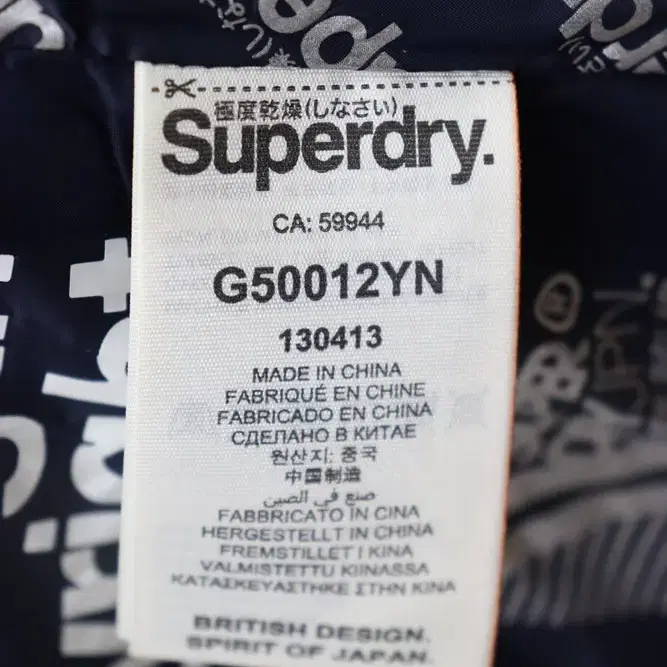 極度乾燥(しなさい)
Superdry.
CA: 59944
G50012YN
130413
MADE IN CHINA
FABRIQUÉ EN CHINE
FABRICADO EN CHINA
СДЕЛАНО В КИТАЕ
원산지: 중국
中国制造
صنع في الصين
FABBRICATO IN CINA
HERGESTELLT IN CHINA
FREMSTILLET I KINA
VALMISTETTU KIINASSA
ΚΑΤΑΣΚΕΥΑΣΤΗΚΕ ΣΤΗΝ ΚΙΝΑ
BRITISH DESIGN.
SPIRIT OF JAPAN.